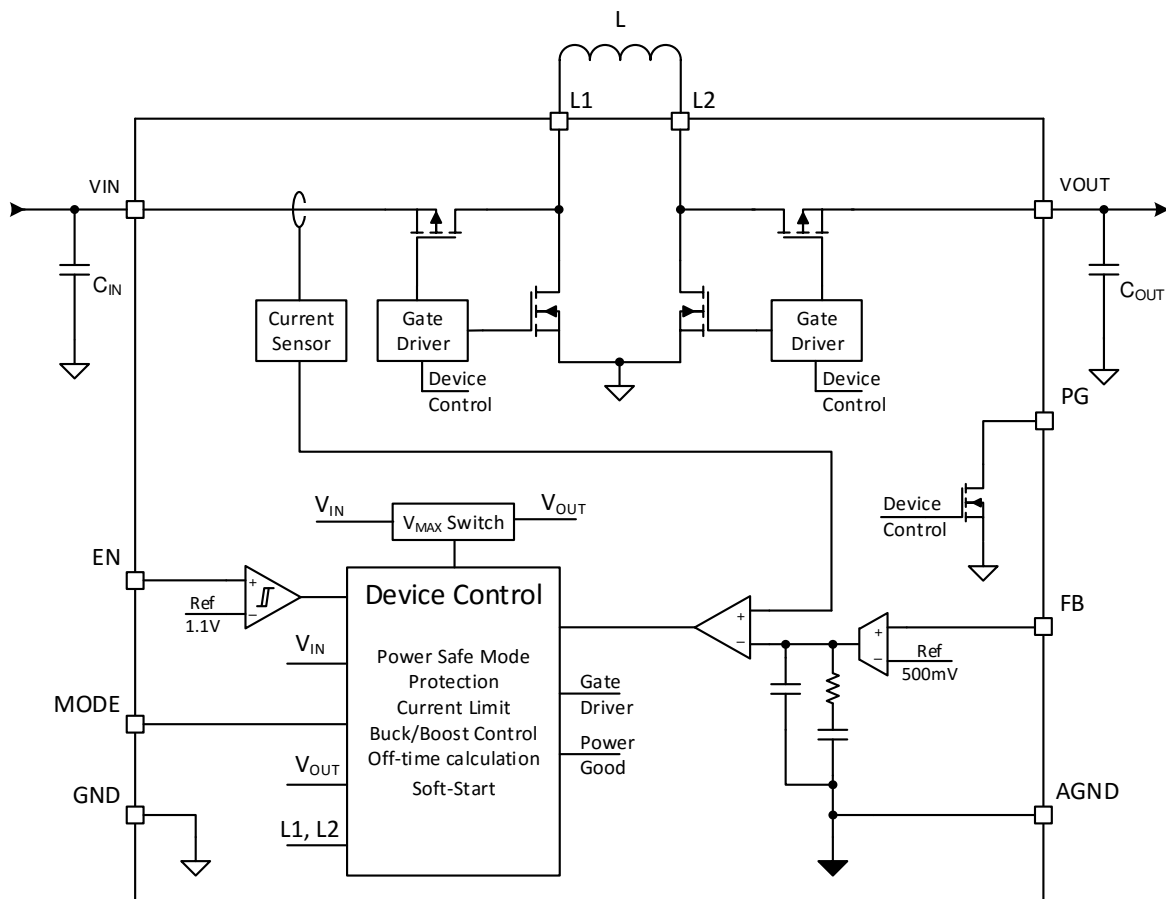 L
L1
L2
VIN
VOUT
CIN
COUT
Current
Sensor
Gate
Driver
Gate
Driver
Device
Control
Device
Control
PG
Device
Control
VIN
VMAX Switch
VOUT
EN
+
−
Ref
1.1V
Device Control
Power Safe Mode
Protection
Current Limit
Buck/Boost Control
Off-time calculation
Soft-Start
VIN
MODE
VOUT
GND
L1, L2
Gate
Driver
Power
Good
+
−
+
−
Ref
500mV
FB
AGND